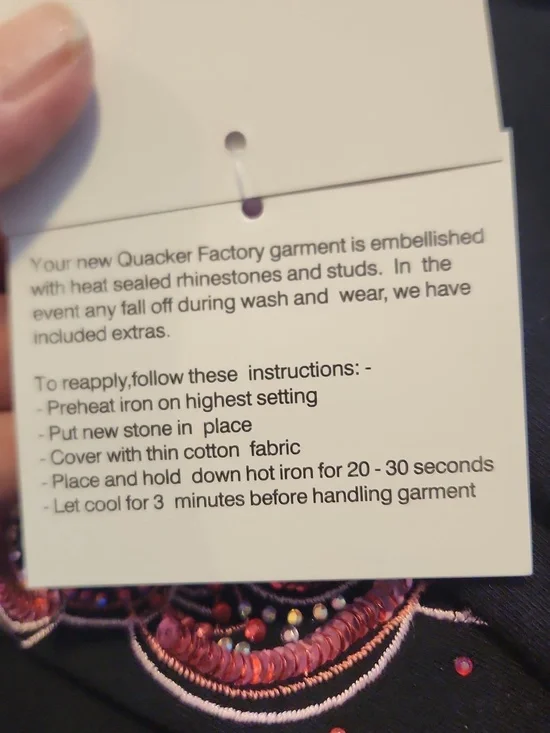 Your new Quacker Factory garment is embellished
with heat sealed rhinestones and studs. In the
event any fall off during wash and wear, we have
included extras.
To reapply,follow these instructions: -
- Preheat iron on highest setting
- Put new stone in place
- Cover with thin cotton fabric
- Place and hold down hot iron for 20 - 30 seconds
- Let cool for 3 minutes before handling garment